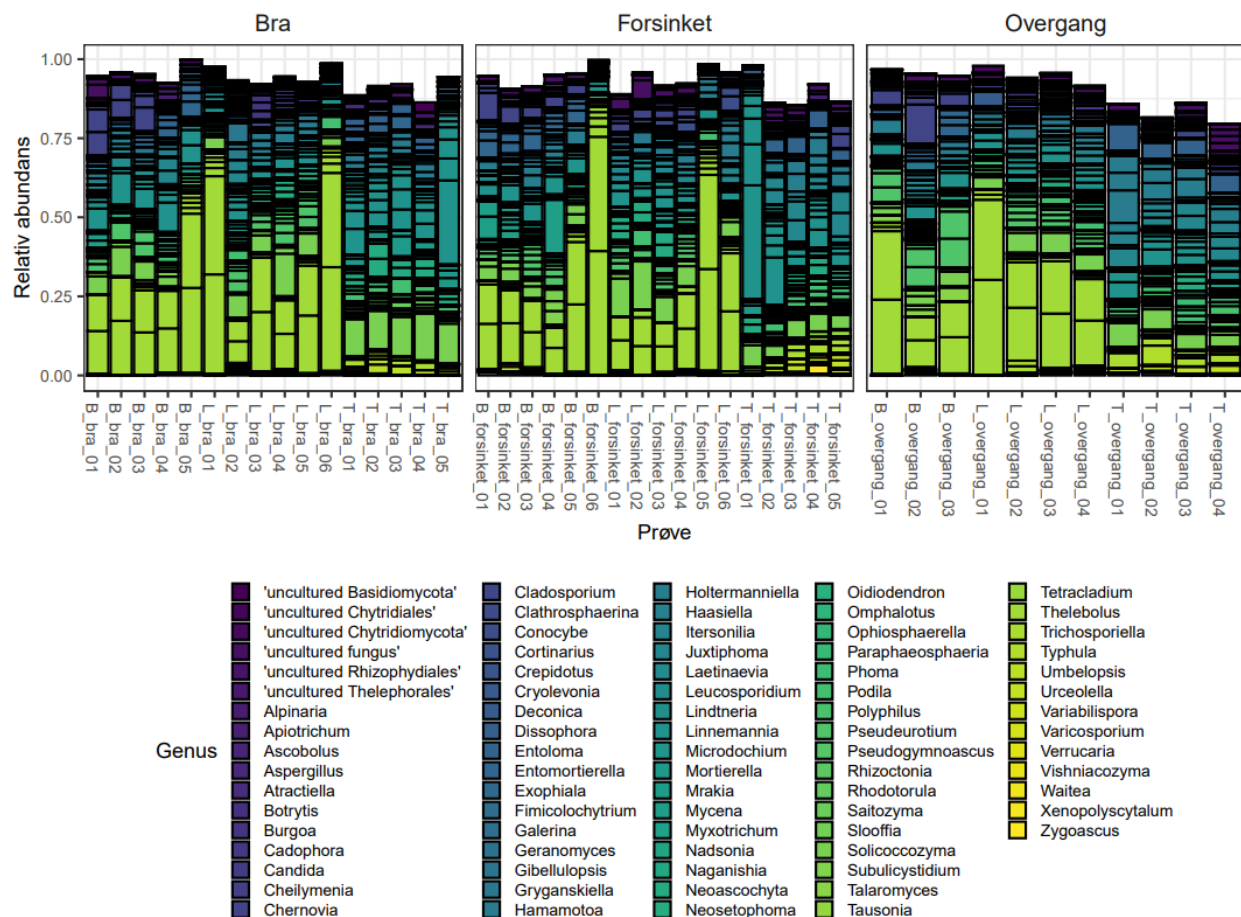 Bra
Forsinket
Overgang
Relativ abundans
1.00
0.75
0.50
0.25
0.00
B_bra_01
B_bra_02
B_bra_03
B_bra_04
B_bra_05
L_bra_01
L_bra_02
L_bra_03
L_bra_04
L_bra_05
L_bra_06
T_bra_01
T_bra_02
T_bra_03
T_bra_04
T_bra_05
B_forsinket_01
B_forsinket_02
B_forsinket_03
B_forsinket_04
B_forsinket_05
B_forsinket_06
L_forsinket_01
L_forsinket_02
L_forsinket_03
L_forsinket_04
L_forsinket_05
L_forsinket_06
T_forsinket_01
T_forsinket_02
T_forsinket_03
T_forsinket_04
T_forsinket_05
B_overgang_01
B_overgang_02
B_overgang_03
L_overgang_01
L_overgang_02
L_overgang_03
L_overgang_04
T_overgang_01
T_overgang_02
T_overgang_03
T_overgang_04
Prøve
Genus
'uncultured Basidiomycota'
'uncultured Chytridiales'
'uncultured Chytridiomycota'
'uncultured fungus'
'uncultured Rhizophydiales'
'uncultured Thelephorales'
Alpinaria
Apiotrichum
Ascobolus
Aspergillus
Atractiella
Botrytis
Burgoa
Cadophora
Candida
Cheilymenia
Chernovia
Cladosporium
Clathrosphaerina
Conocybe
Cortinarius
Crepidotus
Cryolevonia
Deconica
Dissophora
Entoloma
Entomortierella
Exophiala
Fimicolochytrium
Galerina
Geranomyces
Gibellulopsis
Gryganskiella
Hamamotoa
Holtermanniella
Haasiella
Itersonilia
Juxtiphoma
Laetinaevia
Leucosporidium
Lindtneria
Linnemannia
Microdochium
Mortierella
Mrakia
Mycena
Myxotrichum
Nadsonia
Naganishia
Neoascochyta
Neosetophoma
Oidiodendron
Omphalotus
Ophiosphaerella
Paraphaeosphaeria
Phoma
Podila
Polyphilus
Pseudeurotium
Pseudogymnoascus
Rhizoctonia
Rhodotorula
Saitozyma
Slooffia
Solicoccozyma
Subulicystidium
Talaromyces
Tausonia
Tetracladium
Thelebolus
Trichosporiella
Typhula
Umbelopsis
Urceolella
Variabilispora
Varicosporium
Verrucaria
Vishniacozyma
Waitea
Xenopolyscytalum
Zygoascus